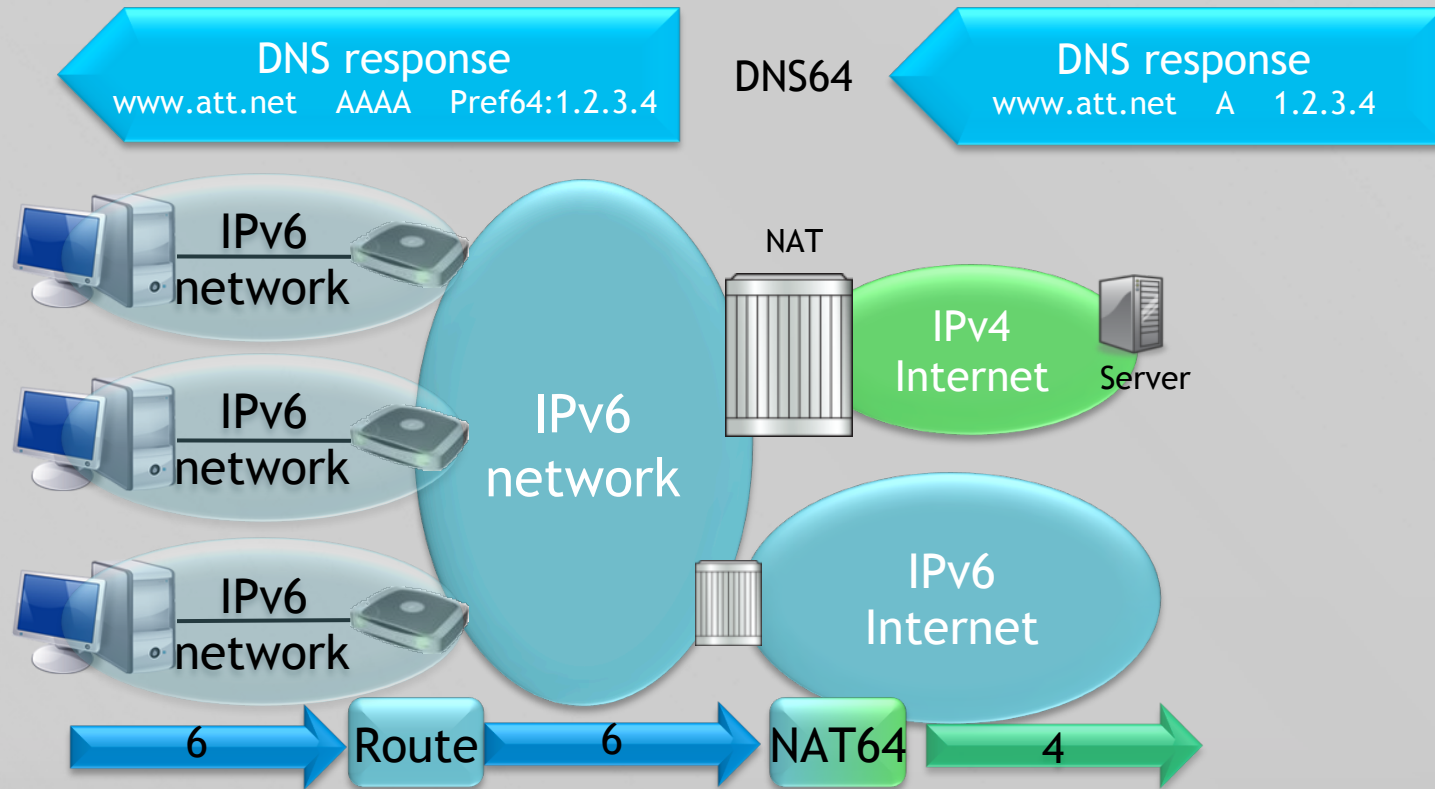 DNS response
www.att.net AAAA Pref64:1.2.3.4
DNS64
DNS response
www.att.net A 1.2.3.4
IPv6
network
IPv6
network
IPv6
network
IPv6
network
NAT
IPv4
Internet
Server
IPv6
Internet
6
Route
6
NAT64
4